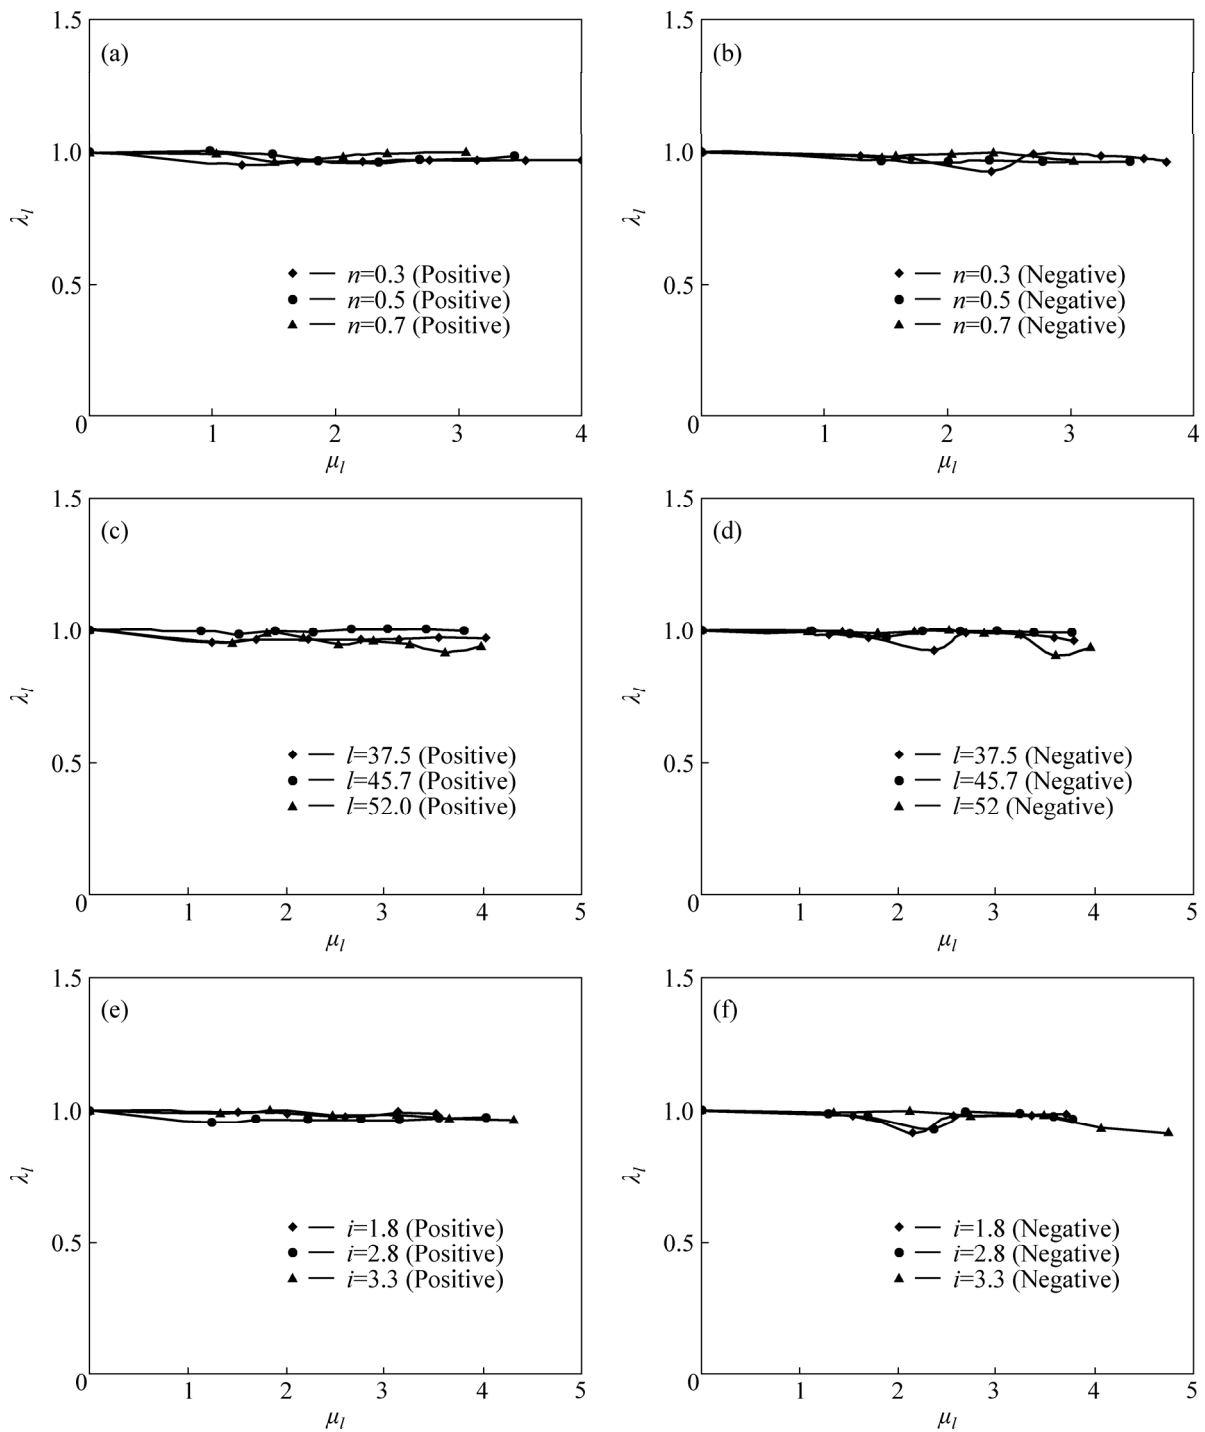 1.5
(a)
1.0
λl
n=0.3 (Positive)
0.5
n=0.5 (Positive)
n=0.7 (Positive)
0
1 2 3 4
μl
1.5
(b)
1.0
λl
n=0.3 (Negative)
0.5
n=0.5 (Negative)
n=0.7 (Negative)
0
1 2 3 4
μl
1.5
(c)
1.0
λl
l=37.5 (Positive)
0.5
l=45.7 (Positive)
l=52.0 (Positive)
0
1 2 3 4 5
μl
1.5
(d)
1.0
λl
l=37.5 (Negative)
0.5
l=45.7 (Negative)
l=52 (Negative)
0
1 2 3 4 5
μl
1.5
(e)
1.0
λl
i=1.8 (Positive)
0.5
i=2.8 (Positive)
i=3.3 (Positive)
0
1 2 3 4 5
μl
1.5
(f)
1.0
λl
i=1.8 (Negative)
0.5
i=2.8 (Negative)
i=3.3 (Negative)
0
1 2 3 4 5
μl